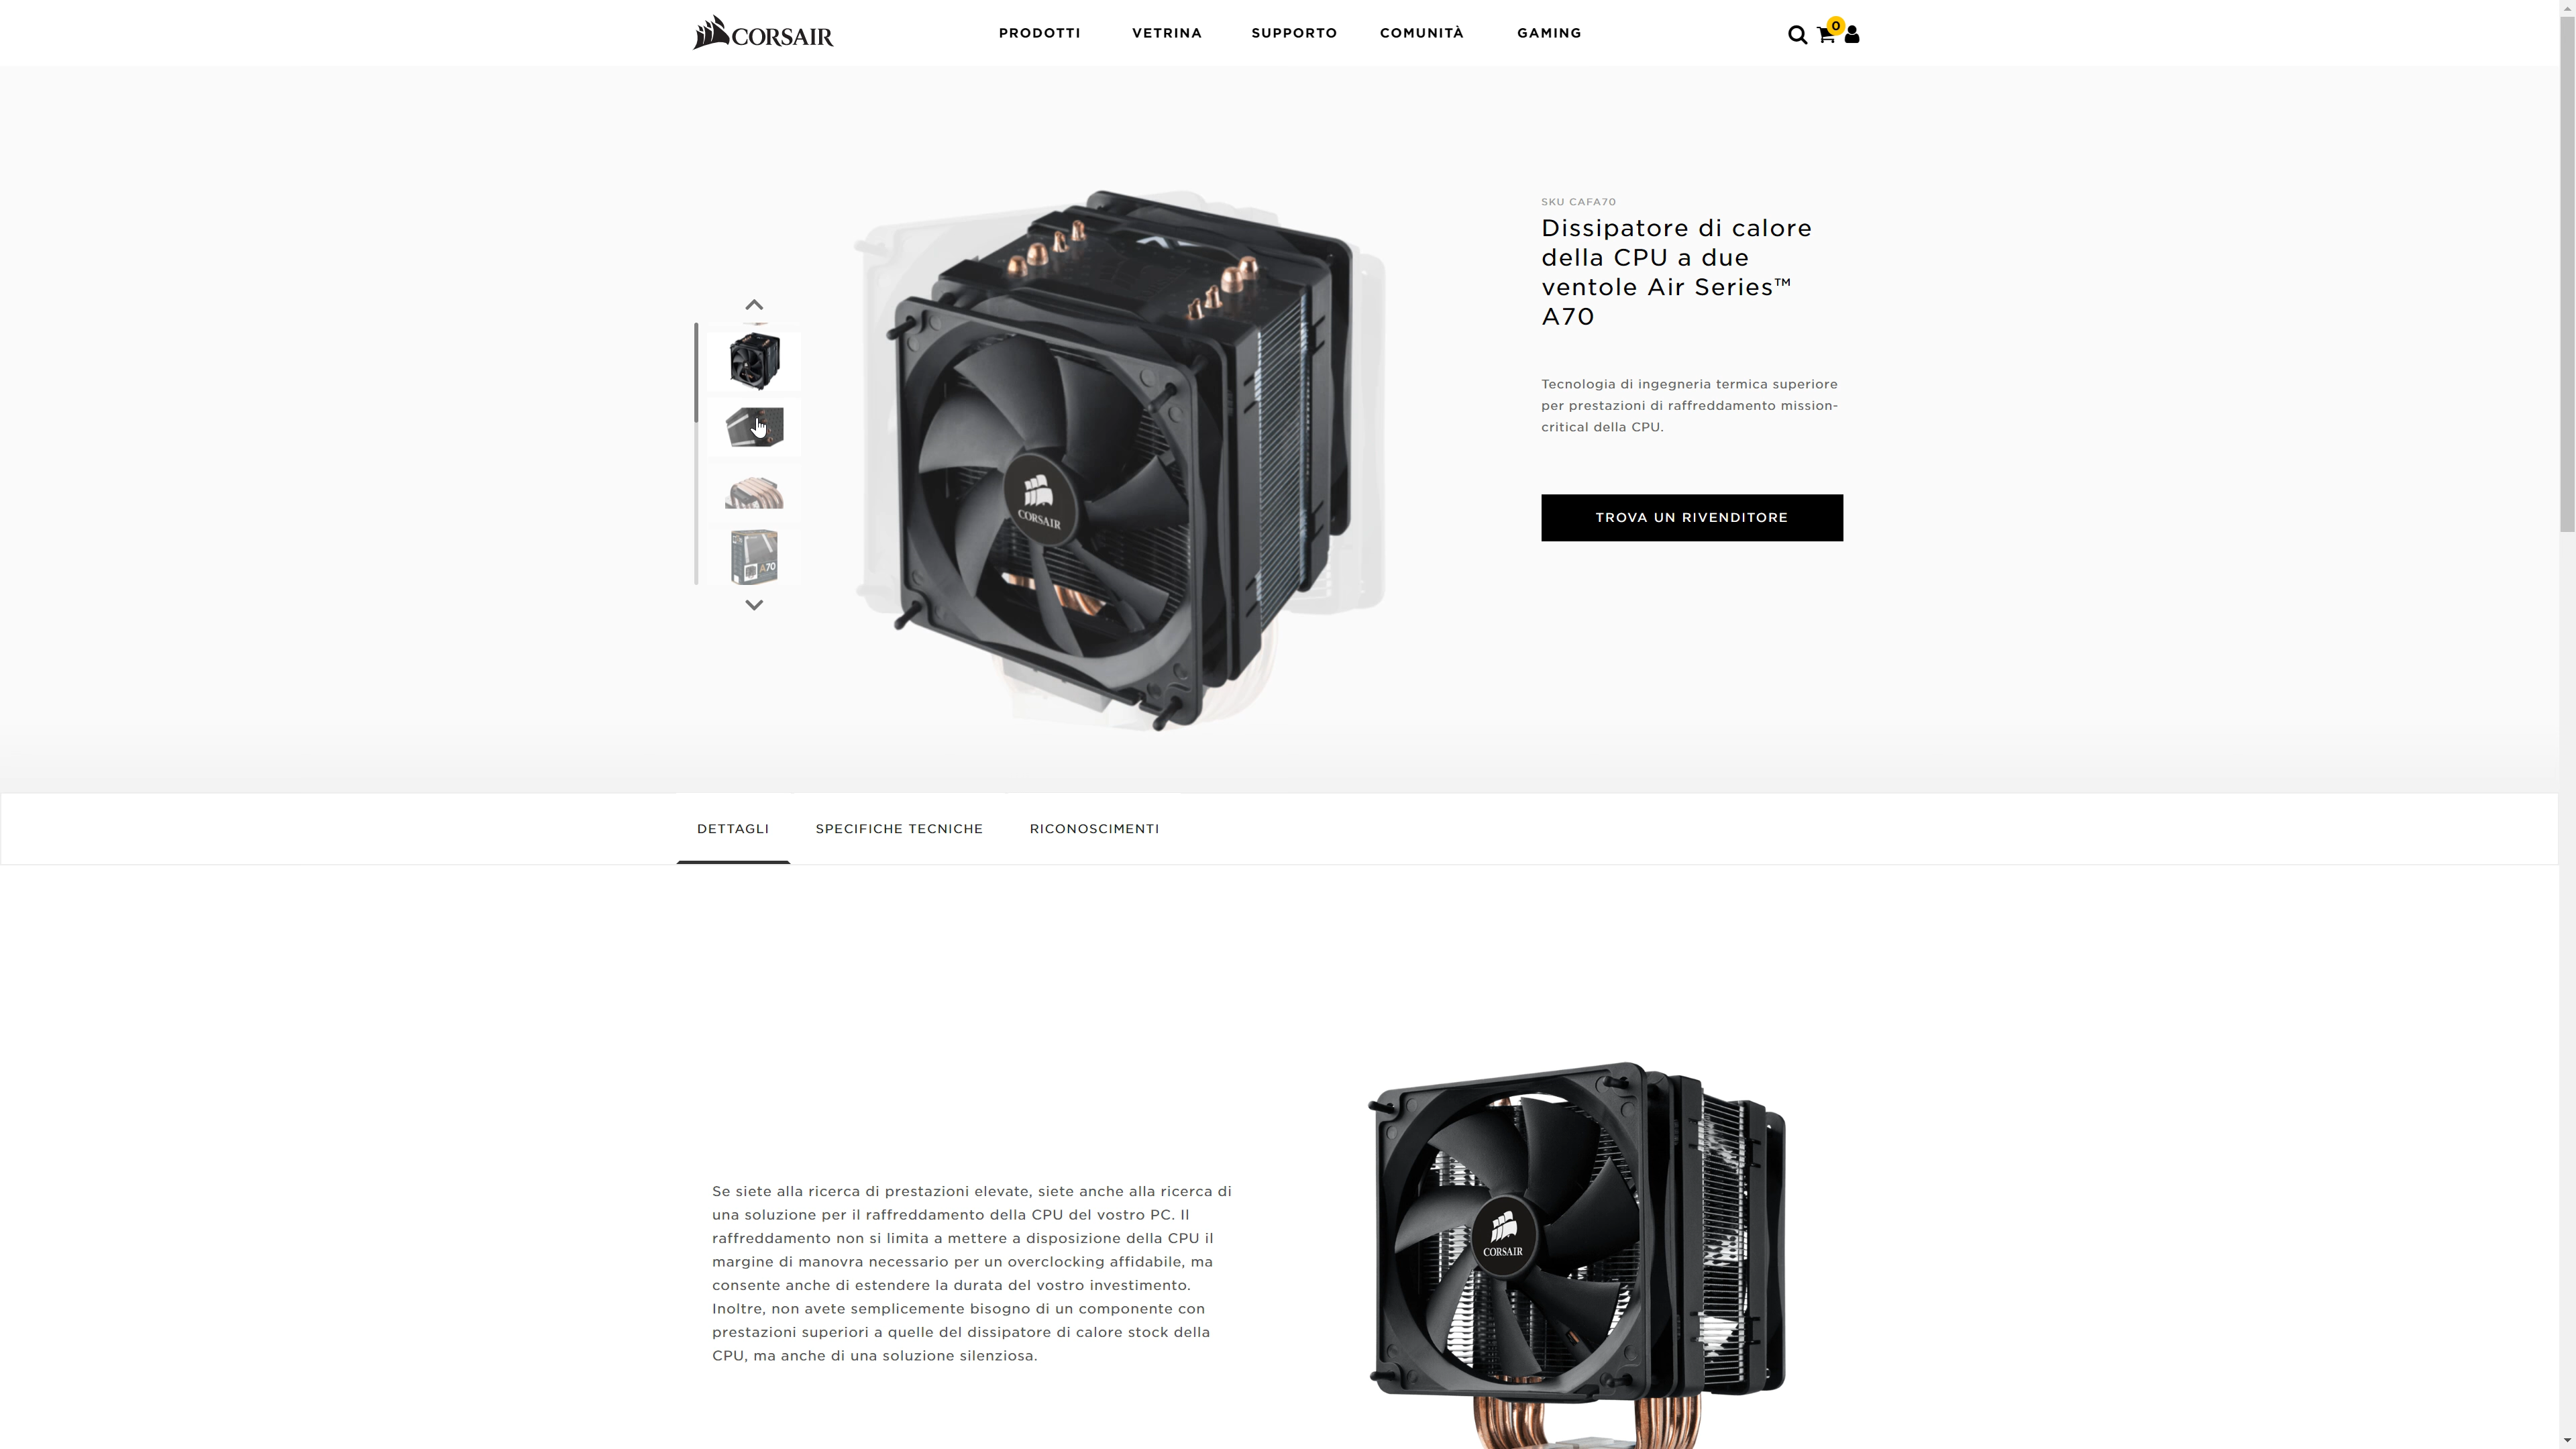 CORSAIR
PRODOTTI
VETRINA
SUPPORTO
COMUNITÀ
GAMING
0
SKU CAFA70
Dissipatore di calore
della CPU a due
ventole Air Series™
A70
Tecnologia di ingegneria termica superiore
per prestazioni di raffreddamento mission-
critical della CPU.
TROVA UN RIVENDITORE
CORSAIR
A70
DETTAGLI
SPECIFICHE TECNICHE
RICONOSCIMENTI
Se siete alla ricerca di prestazioni elevate, siete anche alla ricerca di
una soluzione per il raffreddamento della CPU del vostro PC. Il
raffreddamento non si limita a mettere a disposizione della CPU il
margine di manovra necessario per un overclocking affidabile, ma
consente anche di estendere la durata del vostro investimento.
Inoltre, non avete semplicemente bisogno di un componente con
prestazioni superiori a quelle del dissipatore di calore stock della
CPU, ma anche di una soluzione silenziosa.
CORSAIR